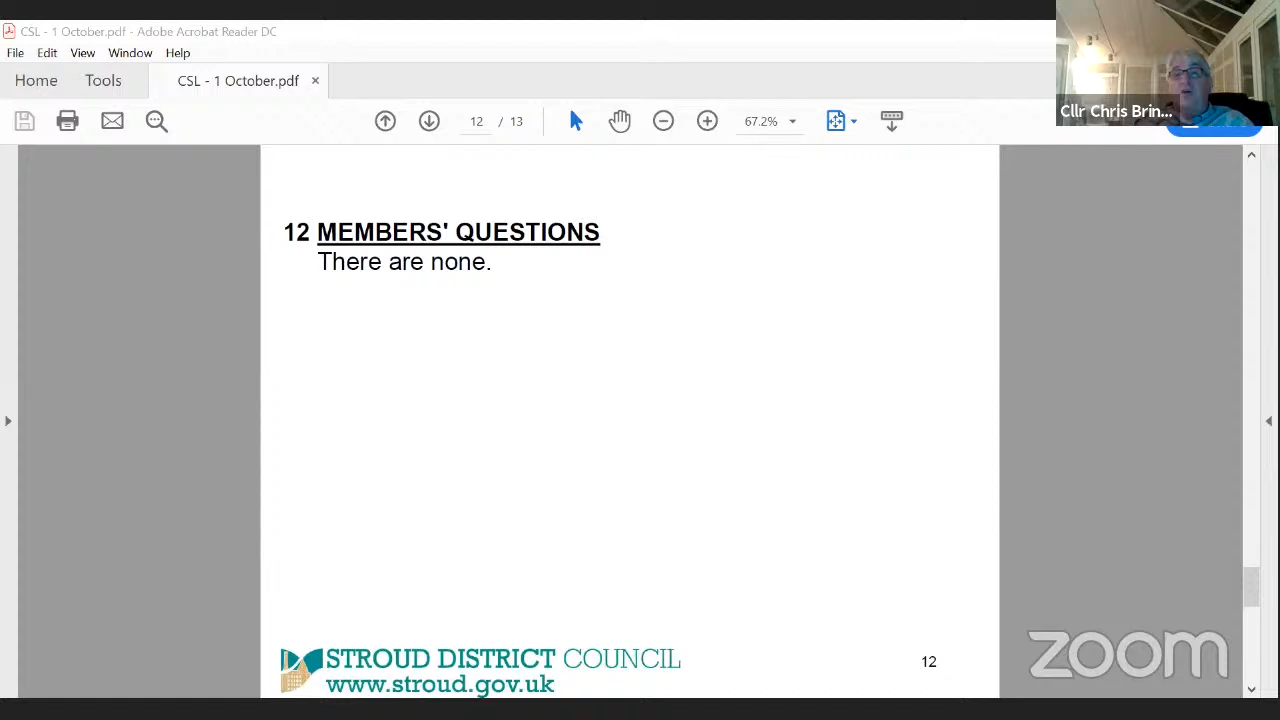 CSL - 1 October.pdf - Adobe Acrobat Reader DC
File Edit View Window Help
Home Tools CSL - 1 October.pdf ×
12 / 13 67.2%
Cllr Chris Brin...
12 MEMBERS' QUESTIONS
There are none.
STROUD DISTRICT COUNCIL
www.stroud.gov.uk
12
zoom